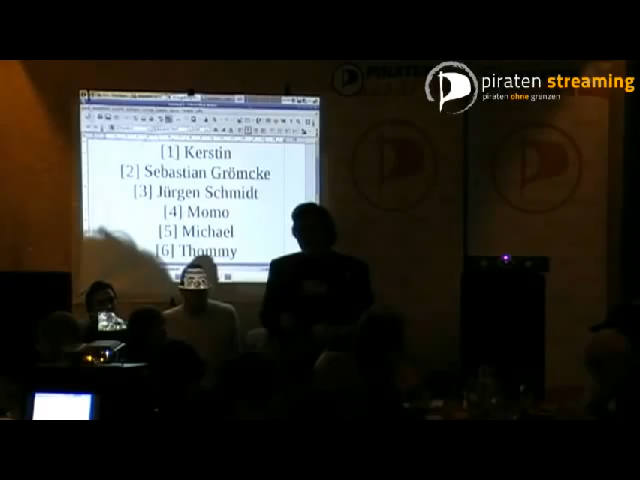 PIRATEN
piraten streaming
piraten ohne grenzen
[1] Kerstin
[2] Sebastian Grömcke
[3] Jürgen Schmidt
[4] Momo
[5] Michael
[6] Thommy